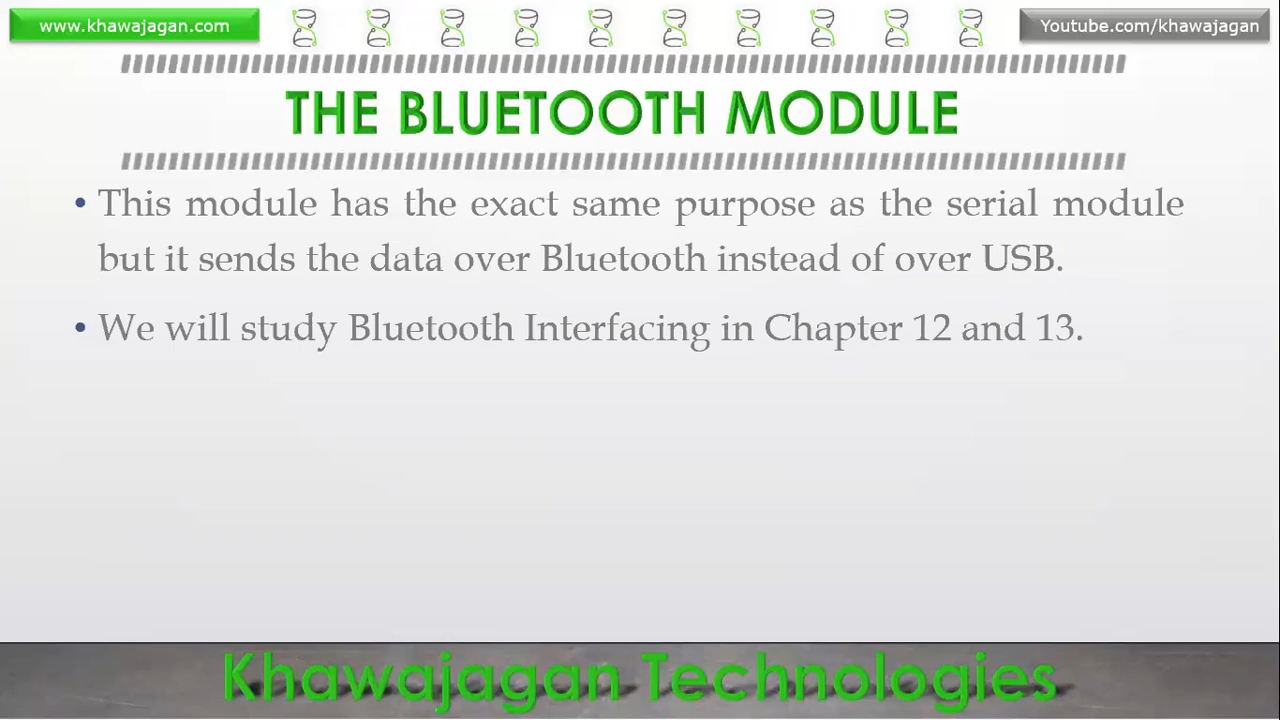 www.khawajagan.com
Youtube.com/khawajagan
THE BLUETOOTH MODULE
• This module has the exact same purpose as the serial module
but it sends the data over Bluetooth instead of over USB.
• We will study Bluetooth Interfacing in Chapter 12 and 13.
Khawajagan Technologies